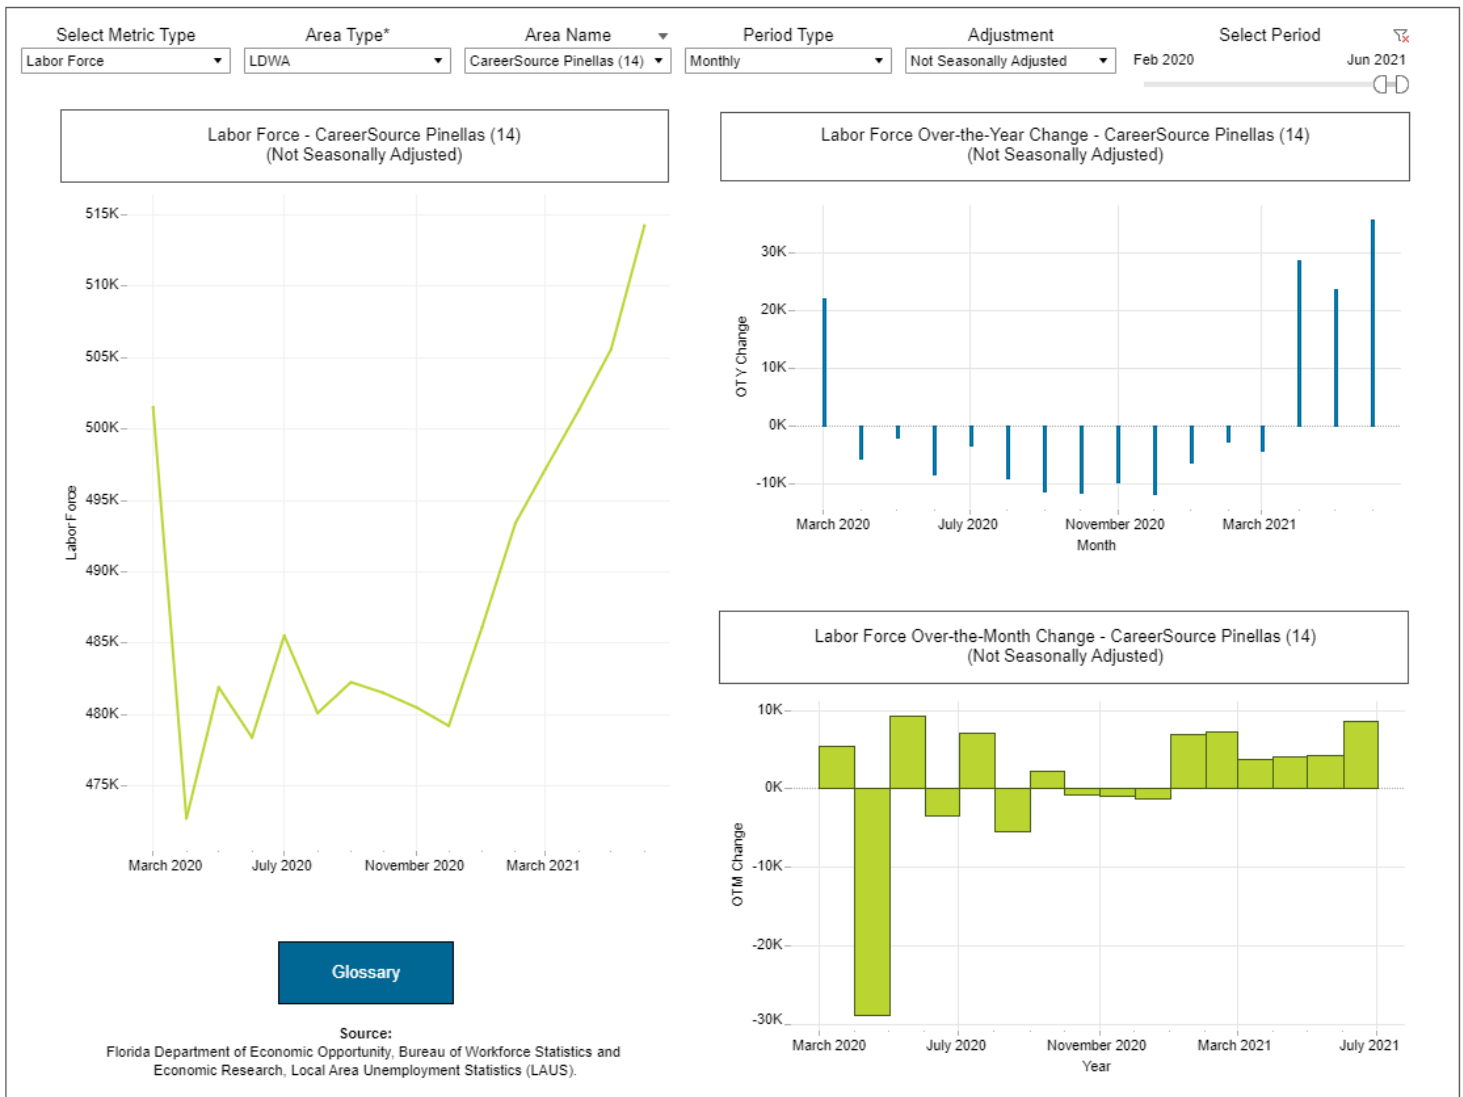 Select Metric Type
Area Type*
Area Name
Period Type
Adjustment
Select Period
Labor Force
LDWA
CareerSource Pinellas (14)
Monthly
Not Seasonally Adjusted
Feb 2020
Jun 2021
Labor Force - CareerSource Pinellas (14)
(Not Seasonally Adjusted)
515K
510K
505K
500K
495K
490K
485K
480K
475K
Labor Force
March 2020
July 2020
November 2020
March 2021
Glossary
Source:
Florida Department of Economic Opportunity, Bureau of Workforce Statistics and
Economic Research, Local Area Unemployment Statistics (LAUS).
Labor Force Over-the-Year Change - CareerSource Pinellas (14)
(Not Seasonally Adjusted)
30K
20K
10K
0K
-10K
OTY Change
March 2020
July 2020
November 2020
March 2021
Month
Labor Force Over-the-Month Change - CareerSource Pinellas (14)
(Not Seasonally Adjusted)
10K
0K
-10K
-20K
-30K
OTM Change
March 2020
July 2020
November 2020
March 2021
July 2021
Year